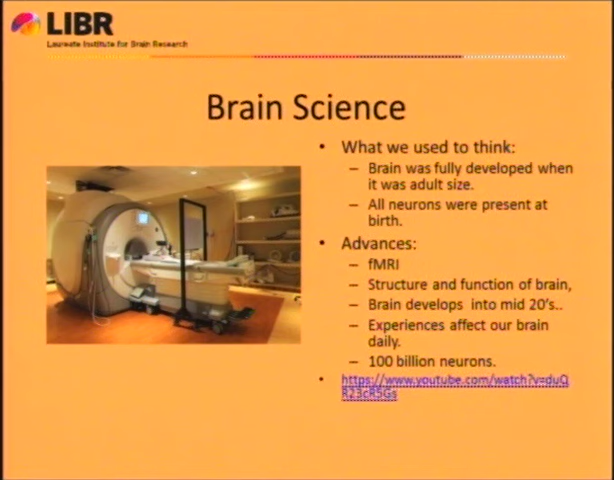 LIBR
Laureate Institute for Brain Research
Brain Science
• What we used to think:
– Brain was fully developed when
it was adult size.
– All neurons were present at
birth.
• Advances:
– fMRI
– Structure and function of brain,
– Brain develops into mid 20's..
– Experiences affect our brain
daily.
– 100 billion neurons.
• https://www.youtube.com/watch?v=duQ
R23cR5Gs